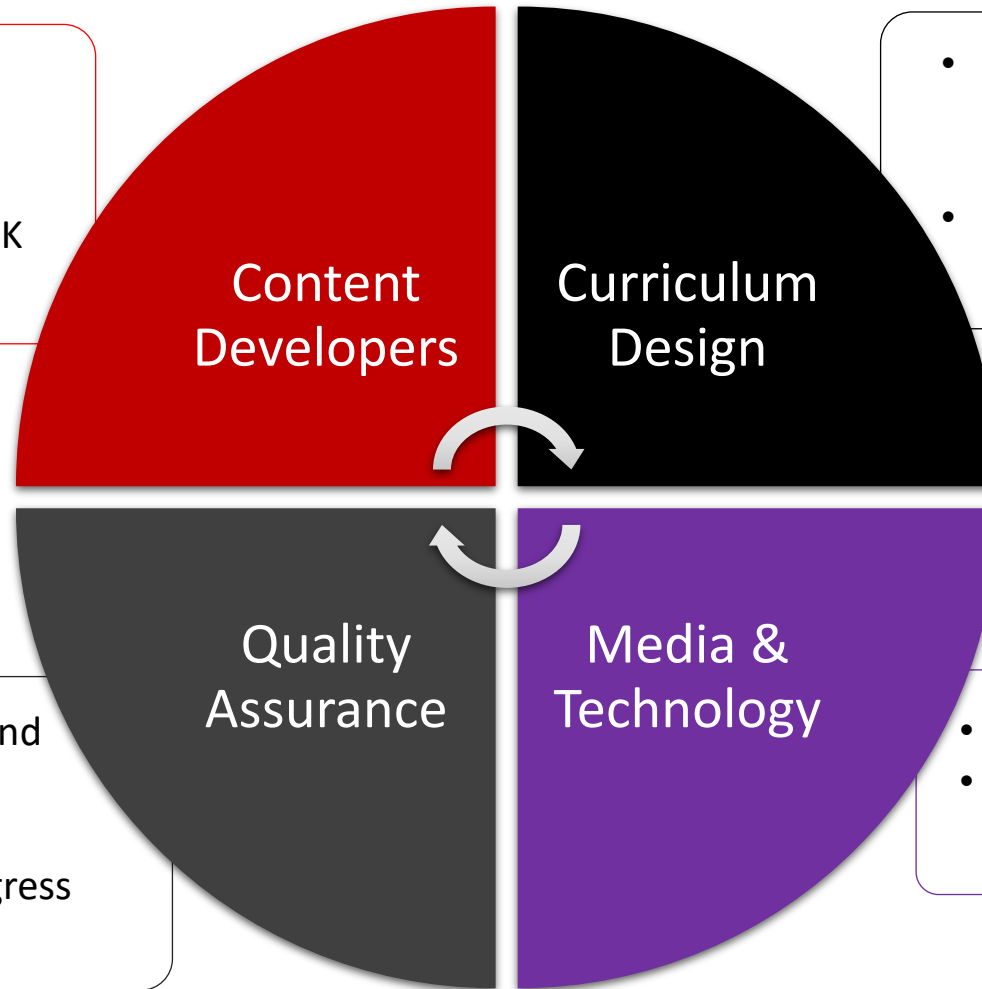 K
Content
Developers
Curriculum
Design
Quality
Assurance
Media &
Technology
nd
gress